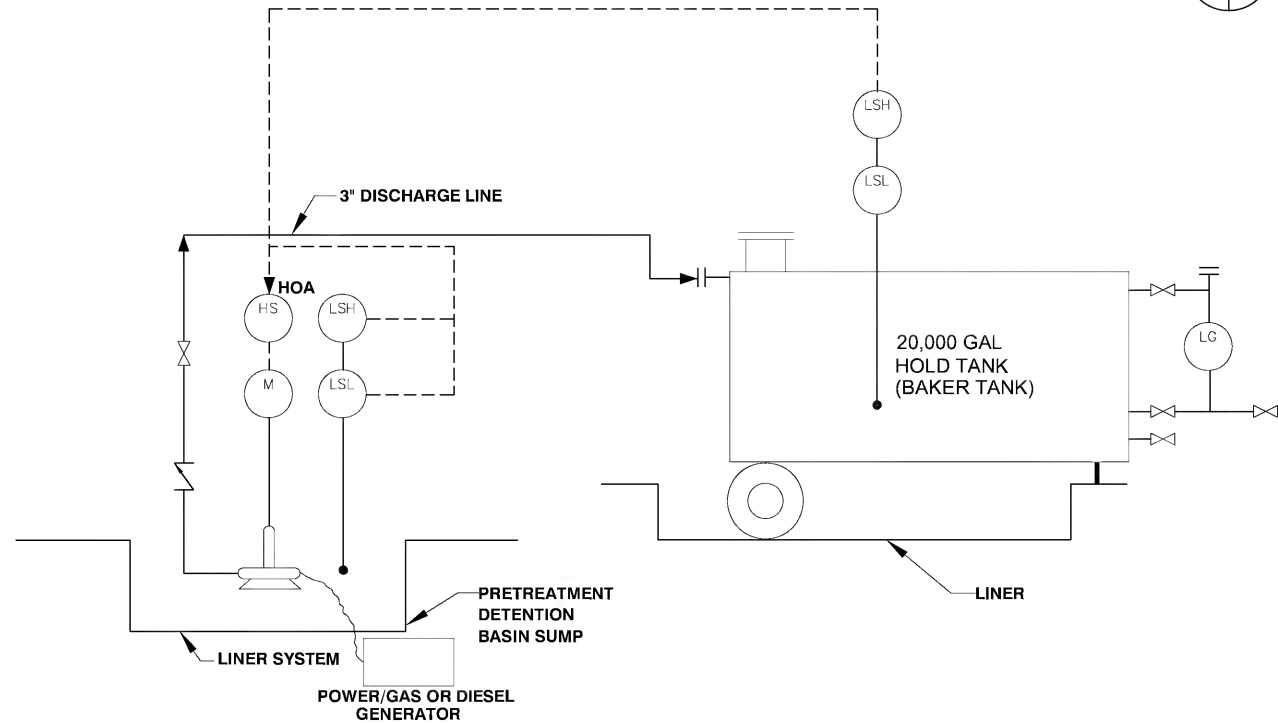 LSH
LSL
3" DISCHARGE LINE
HOA
HS
LSH
M
LSL
20,000 GAL
HOLD TANK
(BAKER TANK)
LG
PRETREATMENT
DETENTION
BASIN SUMP
LINER
LINER SYSTEM
POWER/GAS OR DIESEL
GENERATOR